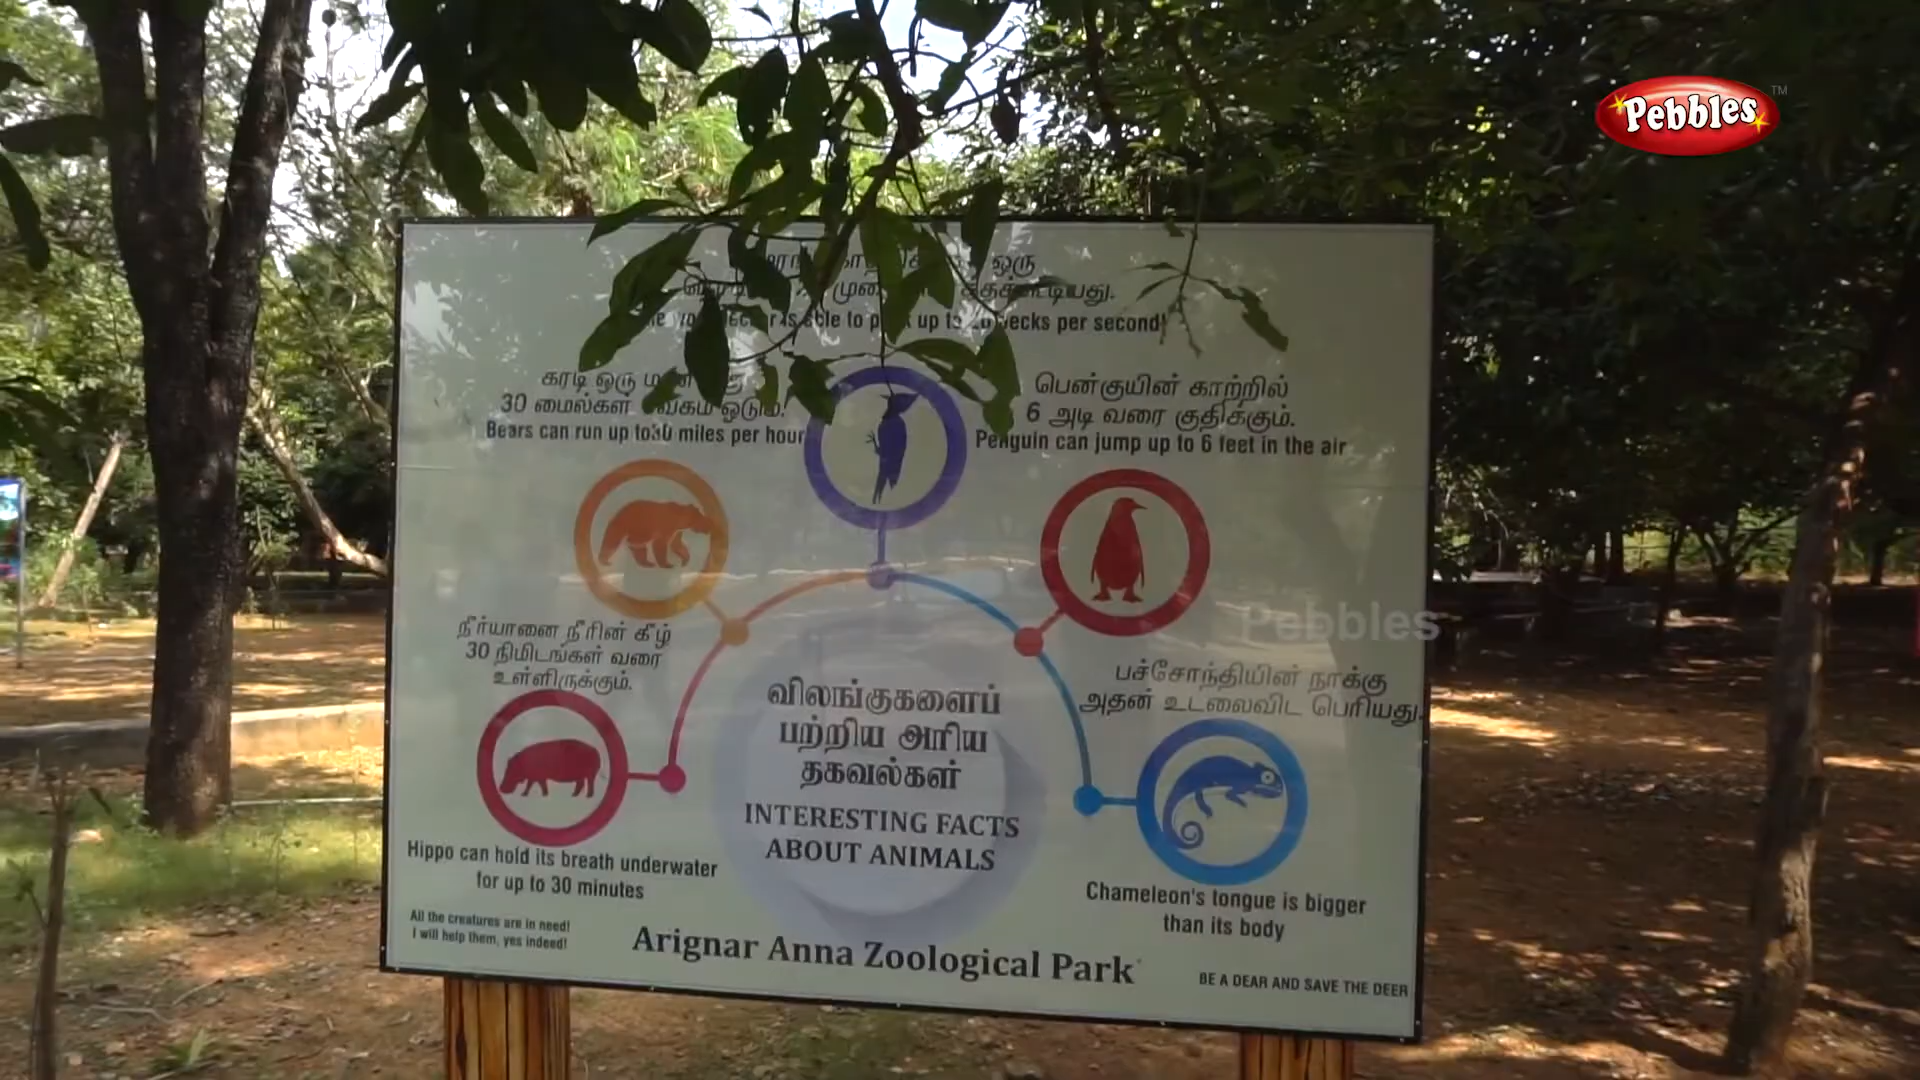 Pebbles
TM
ஒரு
is able to up to pecks per second!
கரடி ஒரு
30 மைல்கள் வேகம் ஓடும்.
Bears can run up to 30 miles per hour
பென்குயின் காற்றில்
6 அடி வரை குதிக்கும்.
Penguin can jump up to 6 feet in the air
நீர்யானை நீரின் கீழ்
30 நிமிடங்கள் வரை
உள்ளிருக்கும்.
Hippo can hold its breath underwater
for up to 30 minutes
Pebbles
பச்சோந்தியின் நாக்கு
அதன் உடலைவிட பெரியது.
Chameleon's tongue is bigger
than its body
விலங்குகளைப்
பற்றிய அரிய
தகவல்கள்
INTERESTING FACTS
ABOUT ANIMALS
All the creatures are in need!
I will help them, yes indeed!
Arignar Anna Zoological Park
BE A DEAR AND SAVE THE DEER